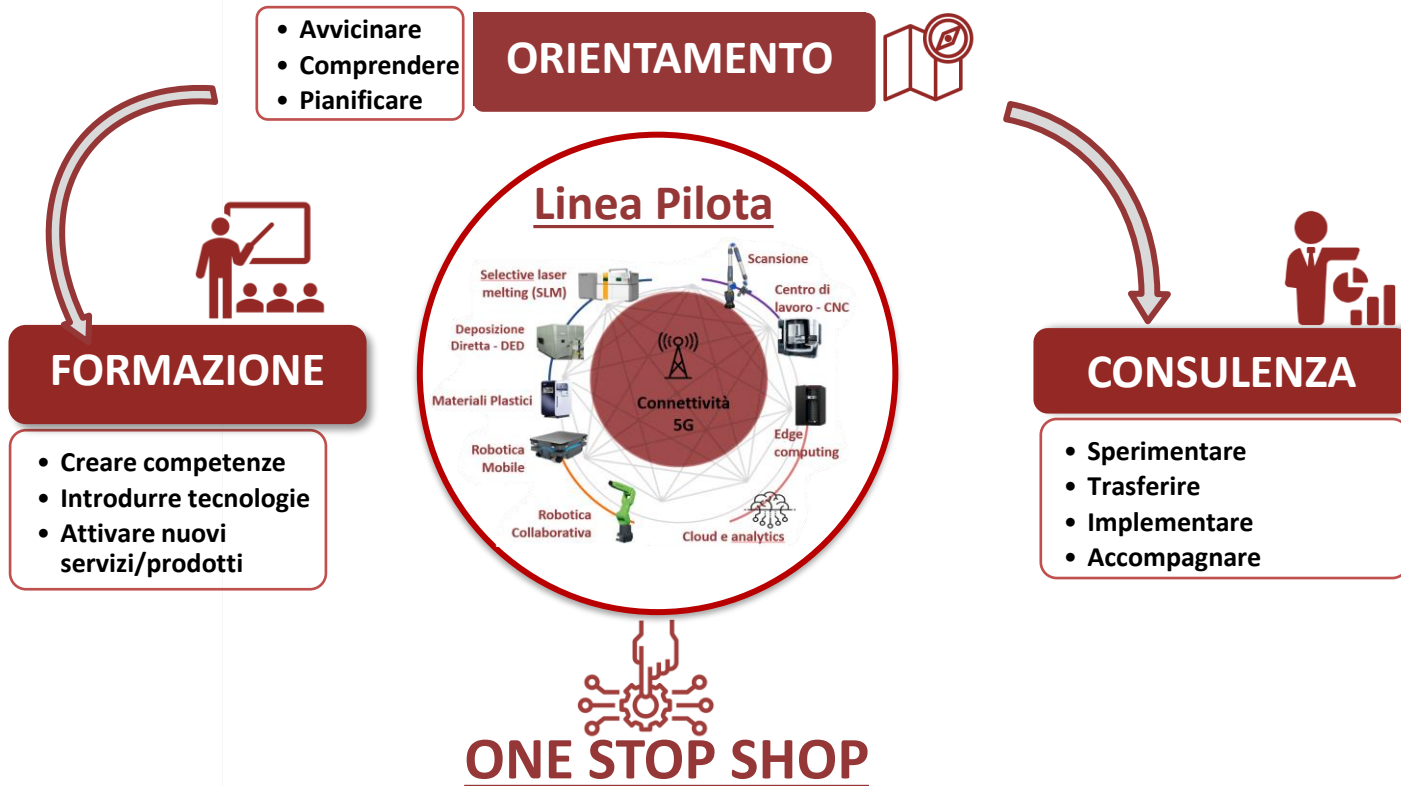 • Avvicinare
• Comprendere
• Pianificare
ORIENTAMENTO
Linea Pilota
Selective laser
melting (SLM)
Scansione
Centro di
lavoro - CNC
Deposizione
Diretta - DED
Materiali Plastici
Connettività
5G
Robotica
Mobile
Edge
computing
Robotica
Collaborativa
Cloud e analytics
FORMAZIONE
• Creare competenze
• Introdurre tecnologie
• Attivare nuovi
servizi/prodotti
CONSULENZA
• Sperimentare
• Trasferire
• Implementare
• Accompagnare
ONE STOP SHOP